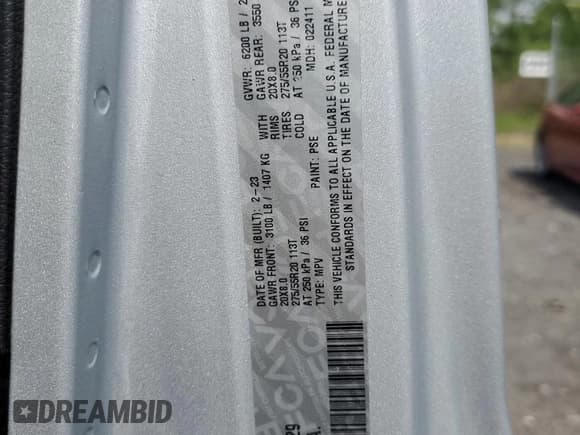 DATE OF MFR (BUILT): 2-23 GVWR: 6200 LB /
GAWR FRONT: 3100 LB / 1407 KG WITH GAWR REAR: 3550
20X8.0 RIMS 20X8.0
275/55R20 113T TIRES 275/55R20 113T
AT 250 kPa / 36 PSI COLD AT 250 kPa / 36 PSI
TYPE: MPV PAINT: PSE MDH: 022411
THIS VEHICLE CONFORMS TO ALL APPLICABLE U.S.A. FEDERAL
STANDARDS IN EFFECT ON THE DATE OF MANUFACTURE
29
A.
DREAMBID